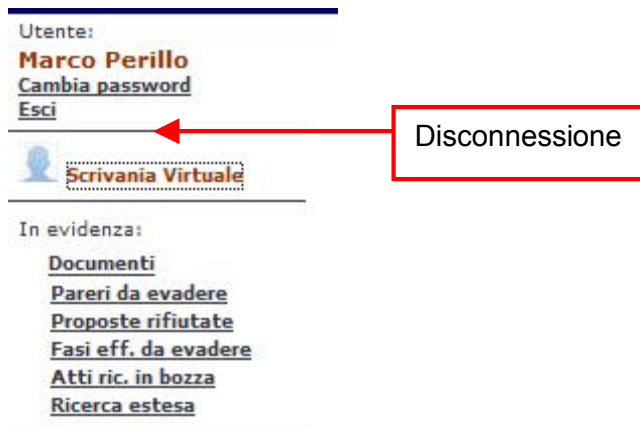 Utente:
Marco Perillo
Cambia password
Esci
Disconnessione
Scrivania Virtuale
In evidenza:
Documenti
Pareri da evadere
Proposte rifiutate
Fasi eff. da evadere
Atti ric. in bozza
Ricerca estesa